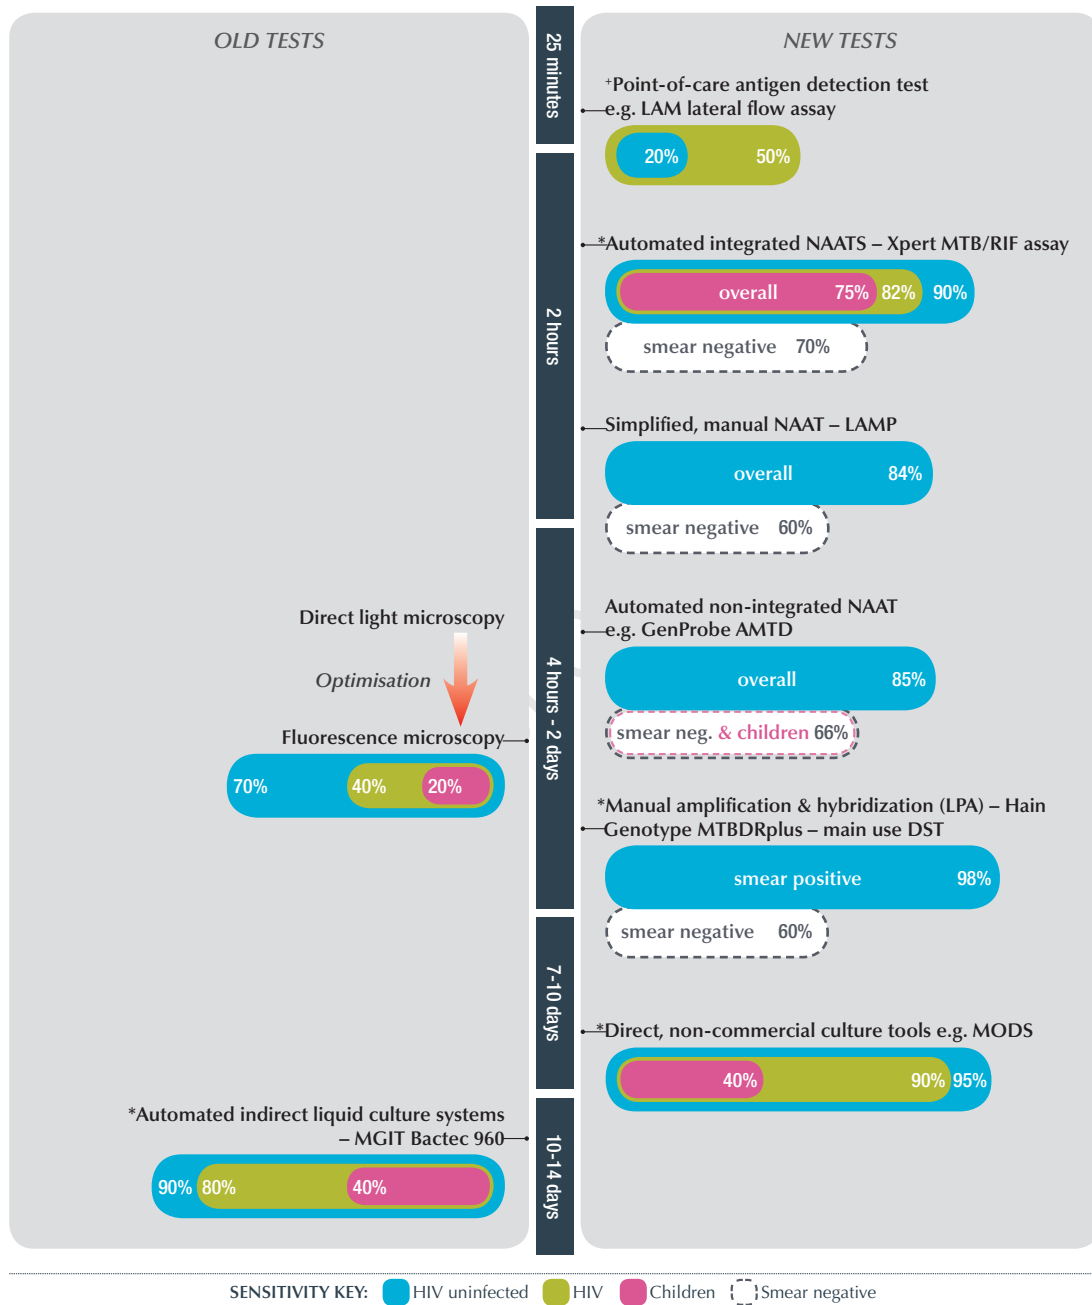 OLD TESTS
25 minutes
NEW TESTS
+Point-of-care antigen detection test
e.g. LAM lateral flow assay
20% 50%
2 hours
*Automated integrated NAATS – Xpert MTB/RIF assay
overall 75% 82% 90%
smear negative 70%
Simplified, manual NAAT – LAMP
overall 84%
smear negative 60%
4 hours - 2 days
Direct light microscopy
Optimisation
Fluorescence microscopy
70% 40% 20%
Automated non-integrated NAAT
e.g. GenProbe AMTD
overall 85%
smear neg. & children 66%
*Manual amplification & hybridization (LPA) – Hain
Genotype MTBDRplus – main use DST
smear positive 98%
smear negative 60%
7-10 days
*Direct, non-commercial culture tools e.g. MODS
40% 90% 95%
10-14 days
*Automated indirect liquid culture systems
– MGIT Bactec 960
90% 80% 40%
SENSITIVITY KEY: HIV uninfected HIV Children Smear negative